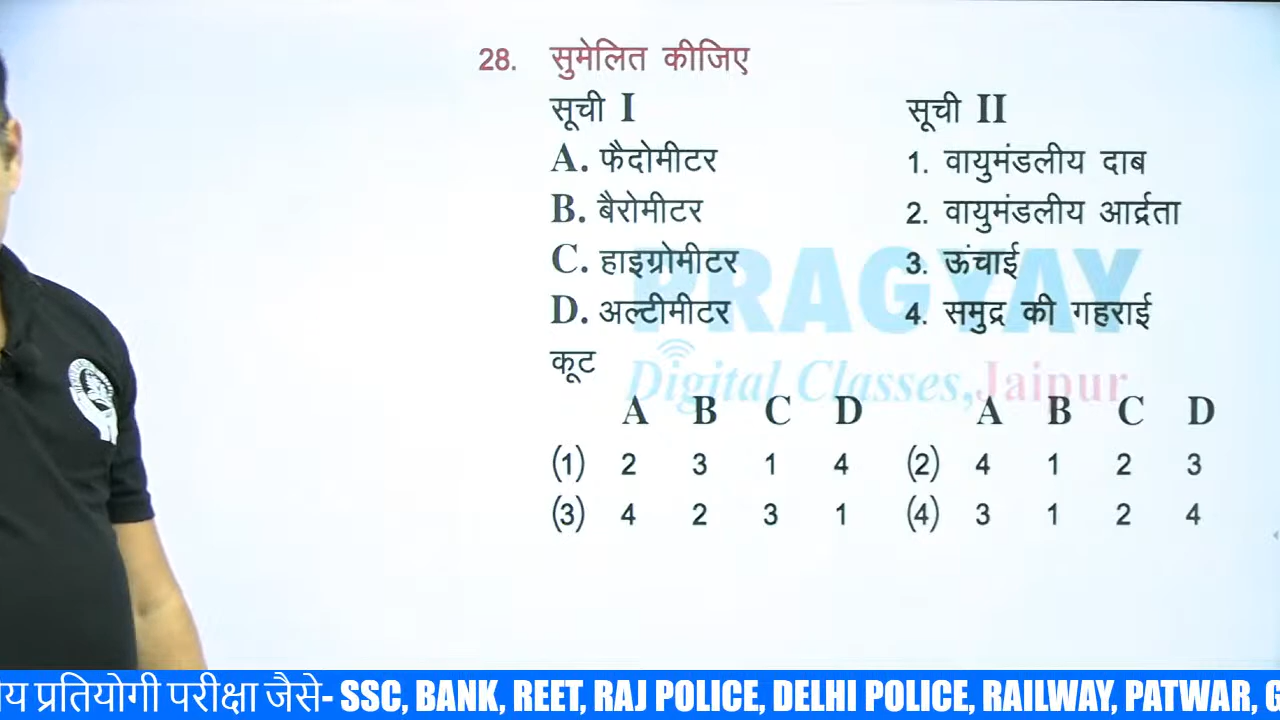 28. सुमेलित कीजिए
सूची I सूची II
A. फैदोमीटर 1. वायुमंडलीय दाब
B. बैरोमीटर 2. वायुमंडलीय आर्द्रता
C. हाइग्रोमीटर 3. ऊंचाई
D. अल्टीमीटर 4. समुद्र की गहराई
PRAGYAY
कूट
Digital Classes, Jaipur
A B C D A B C D
(1) 2 3 1 4 (2) 4 1 2 3
(3) 4 2 3 1 (4) 3 1 2 4
य प्रतियोगी परीक्षा जैसे- SSC, BANK, REET, RAJ POLICE, DELHI POLICE, RAILWAY, PATWAR, G